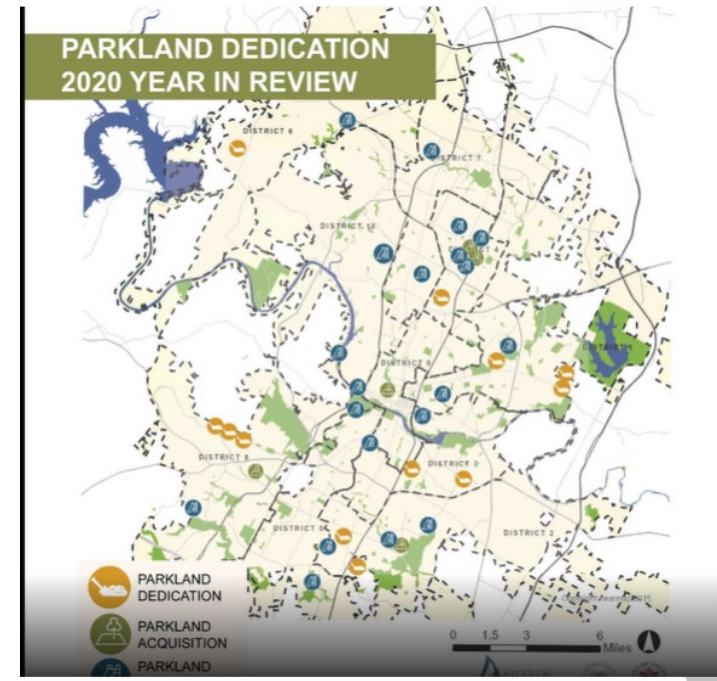 PARKLAND DEDICATION
2020 YEAR IN REVIEW
DISTRICT 6
DISTRICT 7
DISTRICT 10
DISTRICT 9
DISTRICT 1
DISTRICT 8
DISTRICT 3
DISTRICT 5
DISTRICT 2
PARKLAND
DEDICATION
PARKLAND
ACQUISITION
PARKLAND
0 1.5 3 6
Miles
AUSTIN